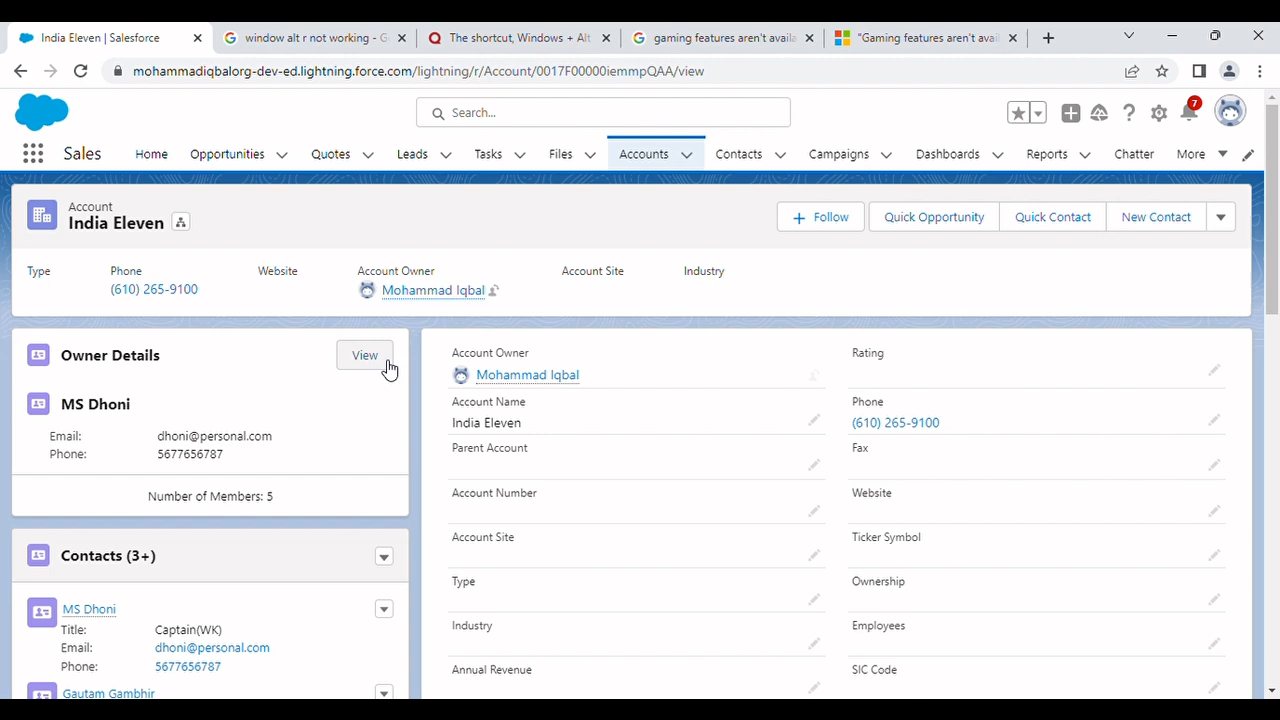 India Eleven | Salesforce
window alt r not working - G
The shortcut, Windows + Alt
gaming features aren't availa
"Gaming features aren't avai
mohammadiqbalorg-dev-ed.lightning.force.com/lightning/r/Account/0017F00000iemmpQAA/view
Search...
7
Sales Home Opportunities Quotes Leads Tasks Files Accounts Contacts Campaigns Dashboards Reports Chatter More
Account
India Eleven
Follow Quick Opportunity Quick Contact New Contact
Type Phone Website Account Owner Account Site Industry
(610) 265-9100 Mohammad Iqbal
Owner Details View
MS Dhoni
Email: dhoni@personal.com
Phone: 5677656787
Number of Members: 5
Contacts (3+)
MS Dhoni
Title: Captain(WK)
Email: dhoni@personal.com
Phone: 5677656787
Gautam Gambhir
Account Owner
Mohammad Iqbal
Rating
Account Name
India Eleven
Phone
(610) 265-9100
Parent Account
Fax
Account Number
Website
Account Site
Ticker Symbol
Type
Ownership
Industry
Employees
Annual Revenue
SIC Code